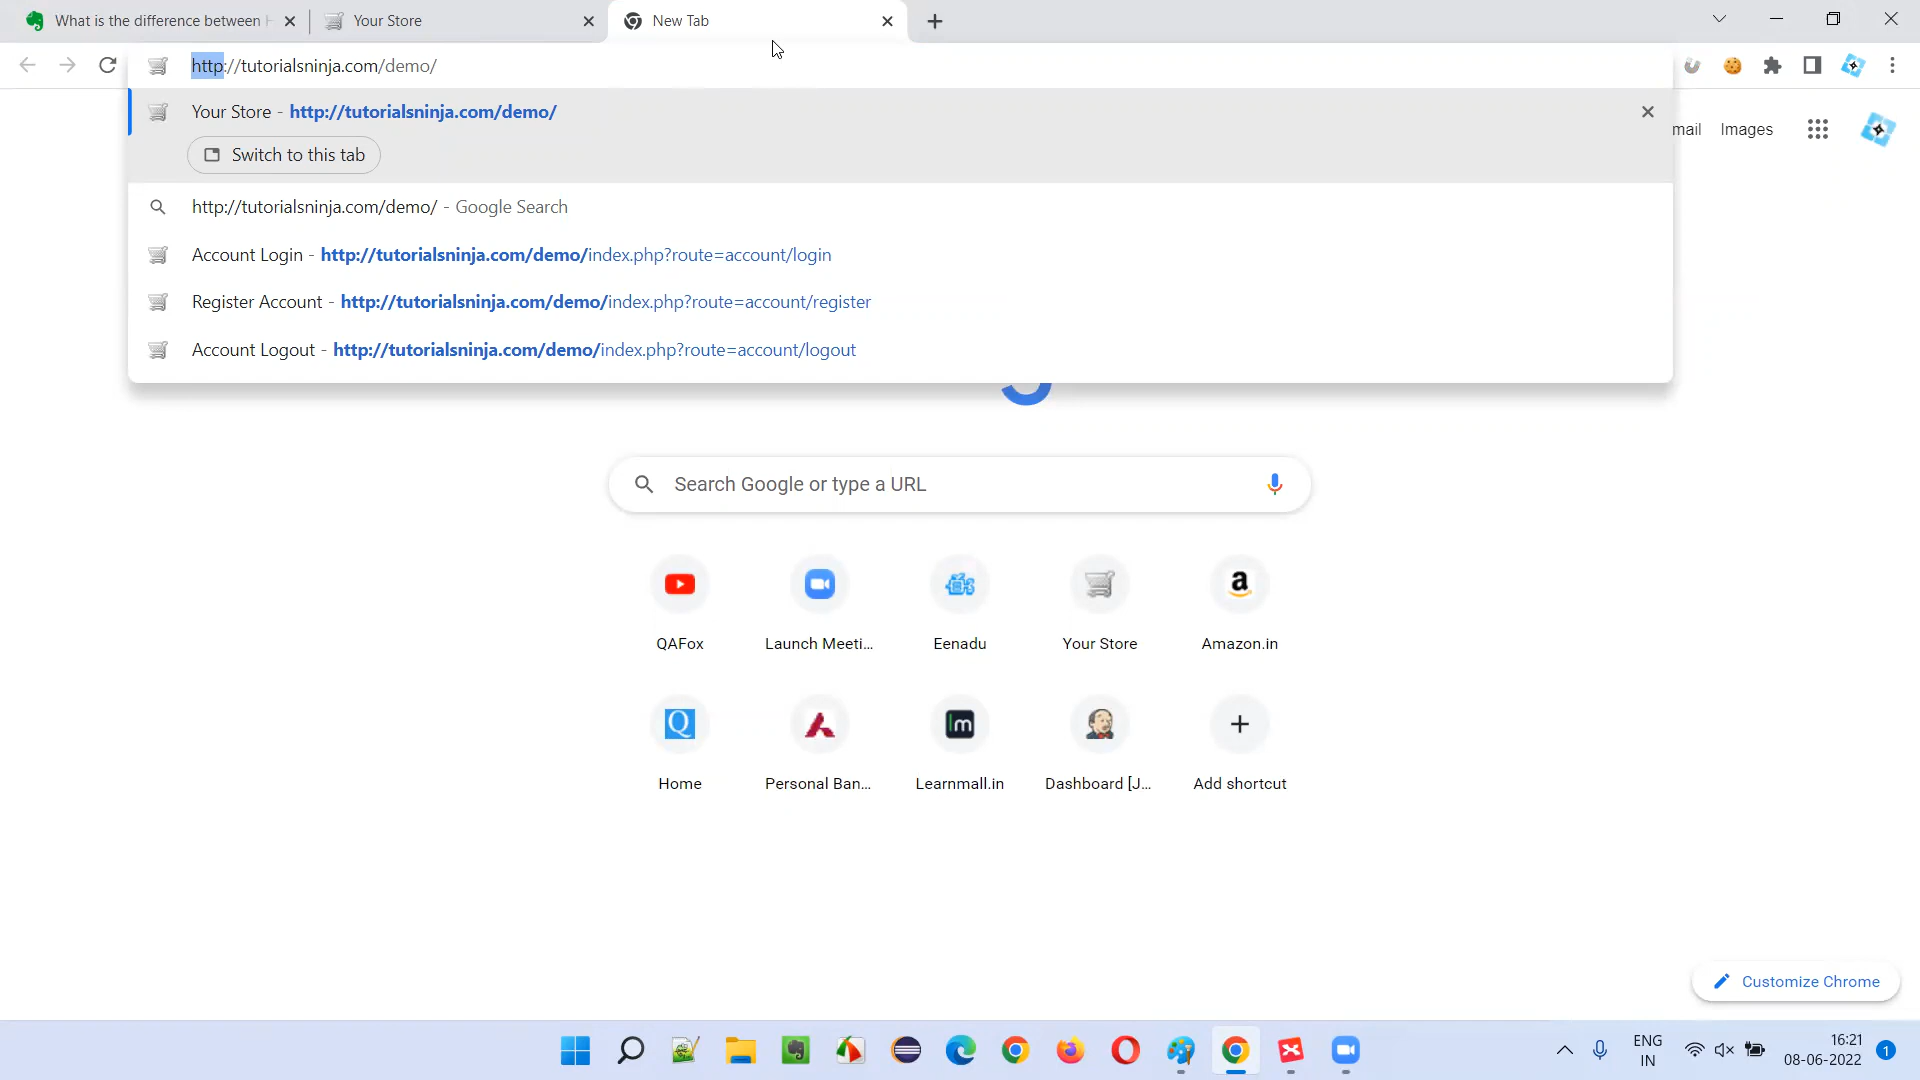 What is the difference between H
Your Store
New Tab
http://tutorialsninja.com/demo/
Your Store - http://tutorialsninja.com/demo/
Switch to this tab
http://tutorialsninja.com/demo/ - Google Search
Account Login - http://tutorialsninja.com/demo/index.php?route=account/login
Register Account - http://tutorialsninja.com/demo/index.php?route=account/register
Account Logout - http://tutorialsninja.com/demo/index.php?route=account/logout
mail Images
Search Google or type a URL
QAFox
Launch Meeti...
Eenadu
Your Store
Amazon.in
Home
Personal Ban...
Learnmall.in
Dashboard [J...
Add shortcut
Customize Chrome
ENG
IN
16:21
08-06-2022
1